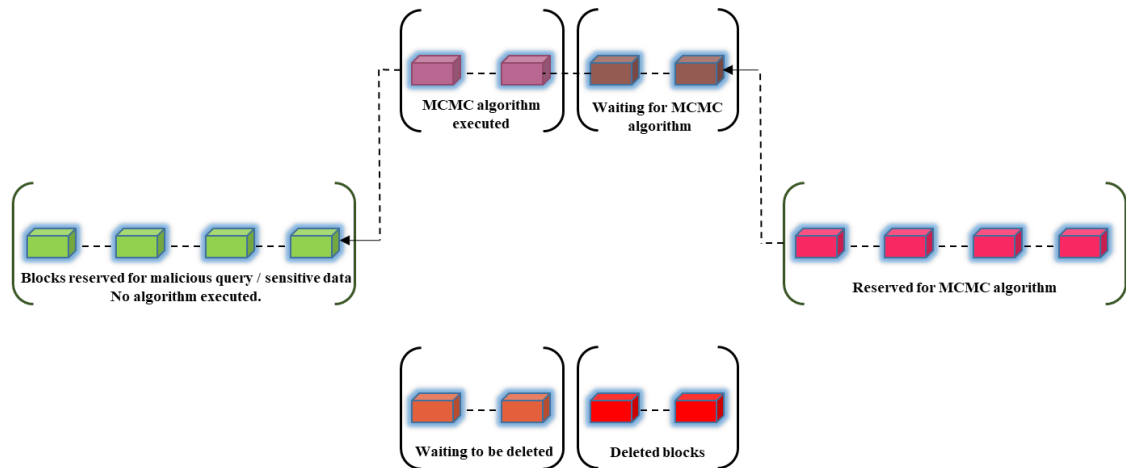 MCMC algorithm
executed
Waiting for MCMC
algorithm
Blocks reserved for malicious query / sensitive data
No algorithm executed.
Reserved for MCMC algorithm
Waiting to be deleted
Deleted blocks